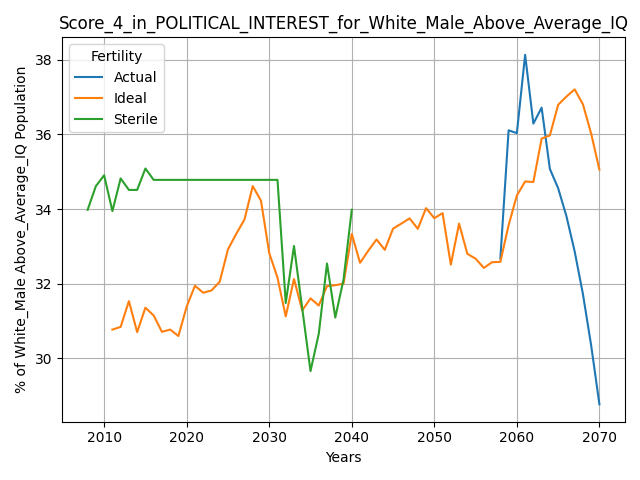 Score_4_in_POLITICAL_INTEREST_for_White_Male_Above_Average_IQ
Fertility
Actual
Ideal
Sterile
% of White_Male Above_Average_IQ Population
38
36
34
32
30
2010 2020 2030 2040 2050 2060 2070
Years